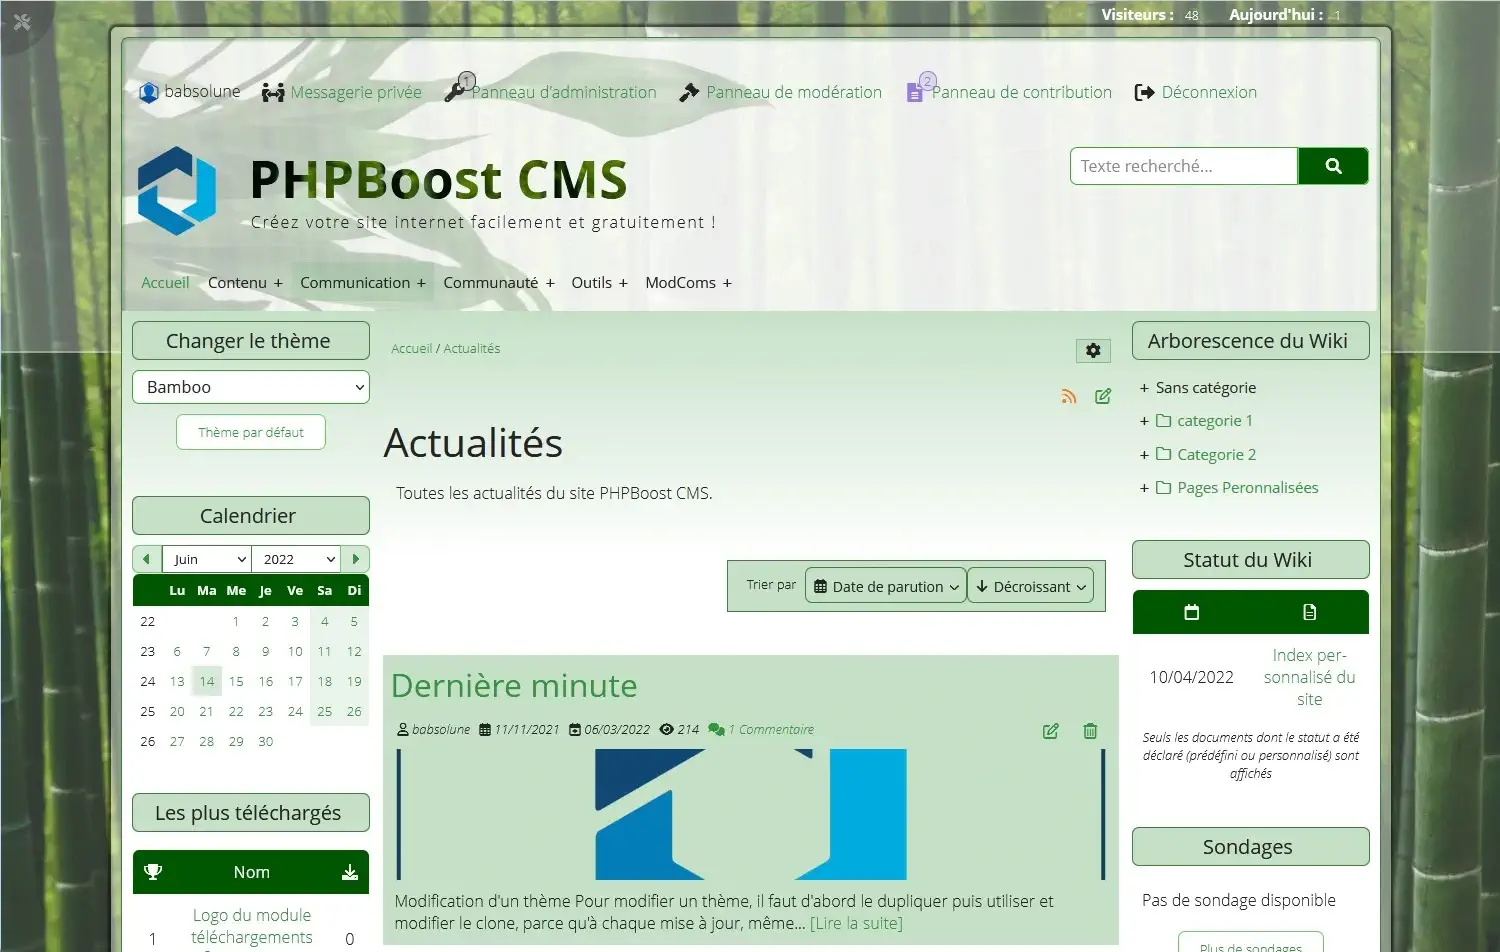 Visiteurs : 48 Aujourd'hui : 1
babsolune Messagerie privée 1 Panneau d'administration Panneau de modération 2 Panneau de contribution Déconnexion
PHPBoost CMS
Créez votre site internet facilement et gratuitement !
Texte recherché...
Accueil Contenu + Communication + Communauté + Outils + ModComs +
Changer le thème
Bamboo
Thème par défaut
Calendrier
Juin 2022
Lu Ma Me Je Ve Sa Di
22 1 2 3 4 5
23 6 7 8 9 10 11 12
24 13 14 15 16 17 18 19
25 20 21 22 23 24 25 26
26 27 28 29 30
Les plus téléchargés
Nom
Logo du module
1 téléchargements 0
Accueil / Actualités
Actualités
Toutes les actualités du site PHPBoost CMS.
Trier par Date de parution Décroissant
Dernière minute
babsolune 11/11/2021 06/03/2022 214 1 Commentaire
Modification d'un thème Pour modifier un thème, il faut d'abord le dupliquer puis utiliser et
modifier le clone, parce qu'à chaque mise à jour, même... [Lire la suite]
Arborescence du Wiki
+ Sans catégorie
+ categorie 1
+ Categorie 2
+ Pages Peronnalisées
Statut du Wiki
10/04/2022
Index per-
sonnalisé du
site
Seuls les documents dont le statut a été
déclaré (prédéfini ou personnalisé) sont
affichés
Sondages
Pas de sondage disponible
Plus de sondages